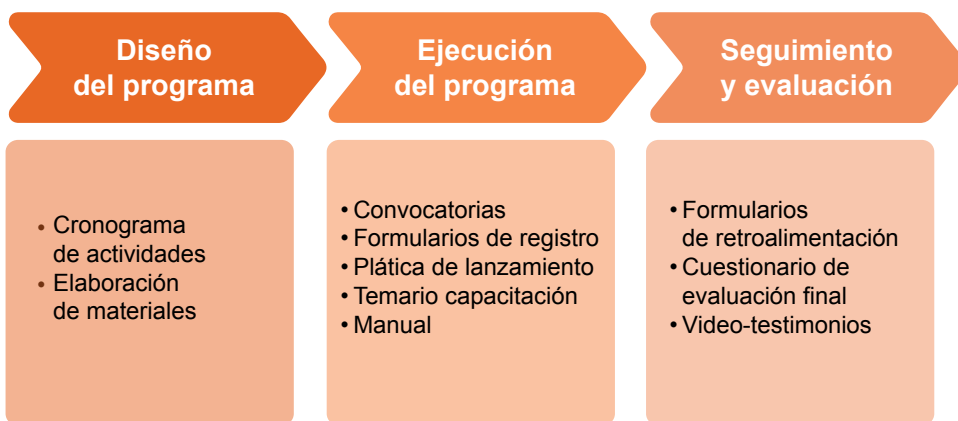 Diseño
del programa
• Cronograma
de actividades
• Elaboración
de materiales
Ejecución
del programa
• Convocatorias
• Formularios de registro
• Plática de lanzamiento
• Temario capacitación
• Manual
Seguimiento
y evaluación
• Formularios
de retroalimentación
• Cuestionario de
evaluación final
• Video-testimonios